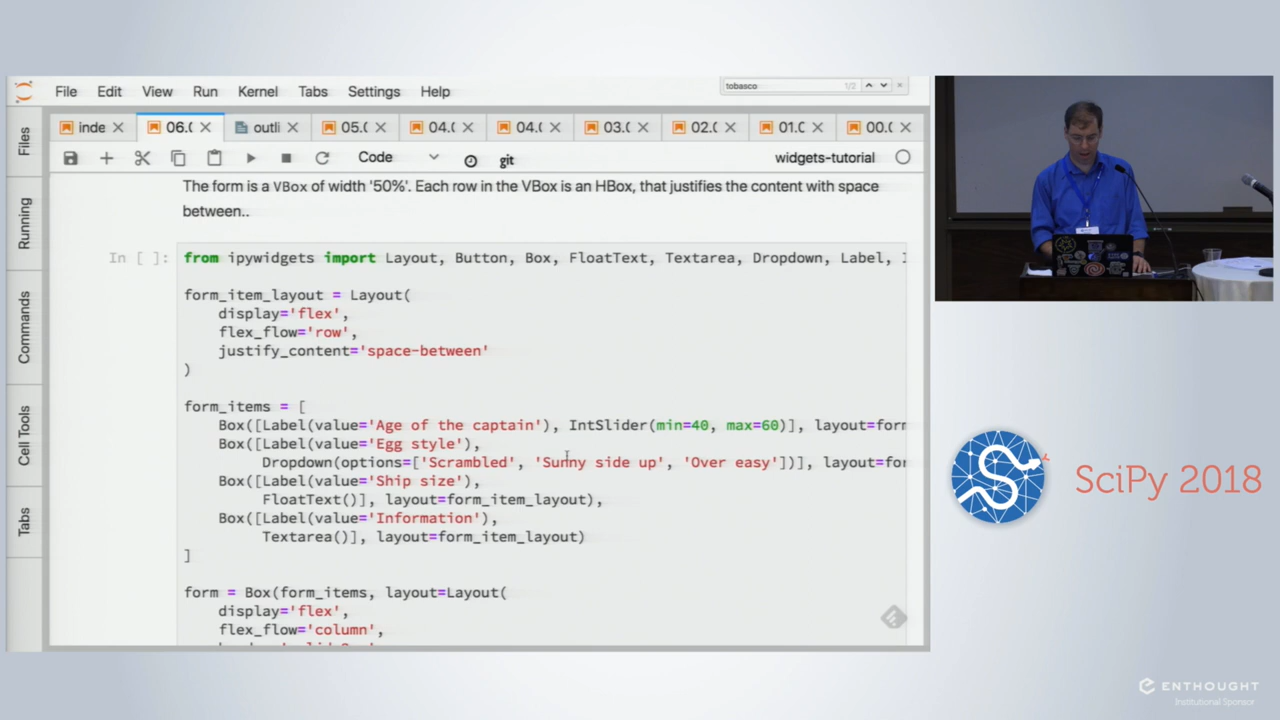 File Edit View Run Kernel Tabs Settings Help
tobasco 1/2
inde 06.0 outli 05.0 04.0 04.0 03.0 02.0 01.0 00.0
Code git widgets-tutorial
Files
Running
Commands
Cell Tools
Tabs
The form is a VBox of width '50%'. Each row in the VBox is an HBox, that justifies the content with space
between..
In [ ]: from ipywidgets import Layout, Button, Box, FloatText, Textarea, Dropdown, Label,
form_item_layout = Layout(
display='flex',
flex_flow='row',
justify_content='space-between'
)
form_items = [
Box([Label(value='Age of the captain'), IntSlider(min=40, max=60)], layout=form
Box([Label(value='Egg style'),
Dropdown(options=['Scrambled', 'Sunny side up', 'Over easy'])], layout=fo
Box([Label(value='Ship size'),
FloatText()], layout=form_item_layout),
Box([Label(value='Information'),
Textarea()], layout=form_item_layout)
]
form = Box(form_items, layout=Layout(
display='flex',
flex_flow='column',
SciPy 2018
ENTHOUGHT
Institutional Sponsor